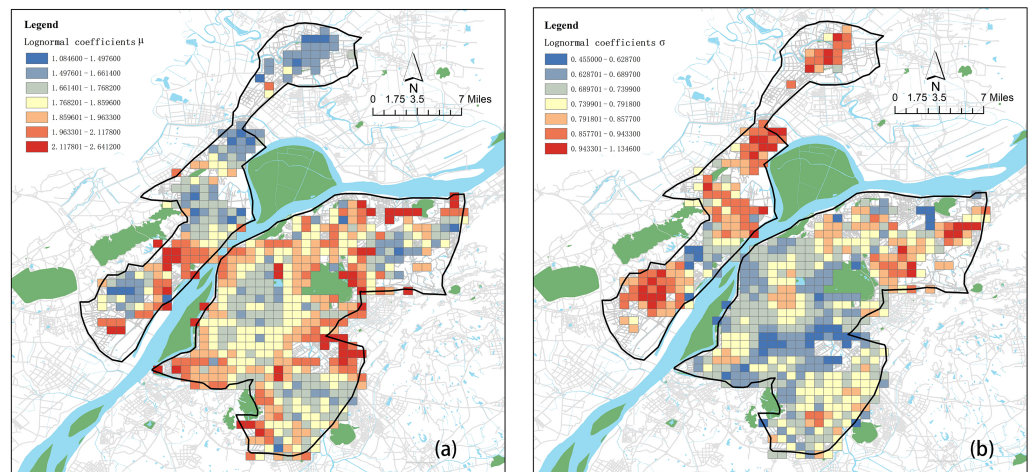 Legend
Lognormal coefficients μ
1.084600-1.497600
1.497601-1.661400
1.661401-1.768200
1.768201-1.859600
1.859601-1.963300
1.963301-2.117800
2.117801-2.641200
N
0 1.75 3.5 7 Miles
(a)
Legend
Lognormal coefficients σ
0.455000-0.628700
0.628701-0.689700
0.689701-0.739900
0.739901-0.791800
0.791801-0.857700
0.857701-0.943300
0.943301-1.134600
N
0 1.75 3.5 7 Miles
(b)